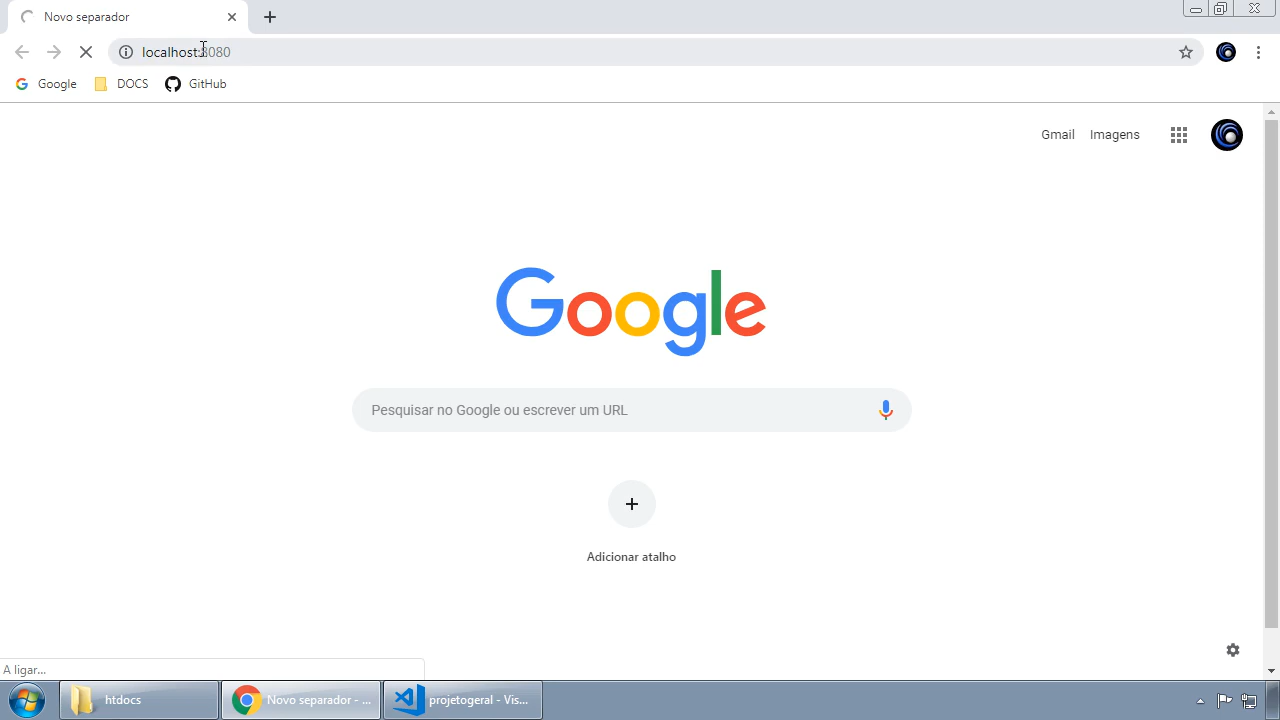 Novo separador
localhost:8080
Google DOCS GitHub
Gmail Imagens
Google
Pesquisar no Google ou escrever um URL
Adicionar atalho
A ligar...
htdocs Novo separador - ... projetogeral - Vis...